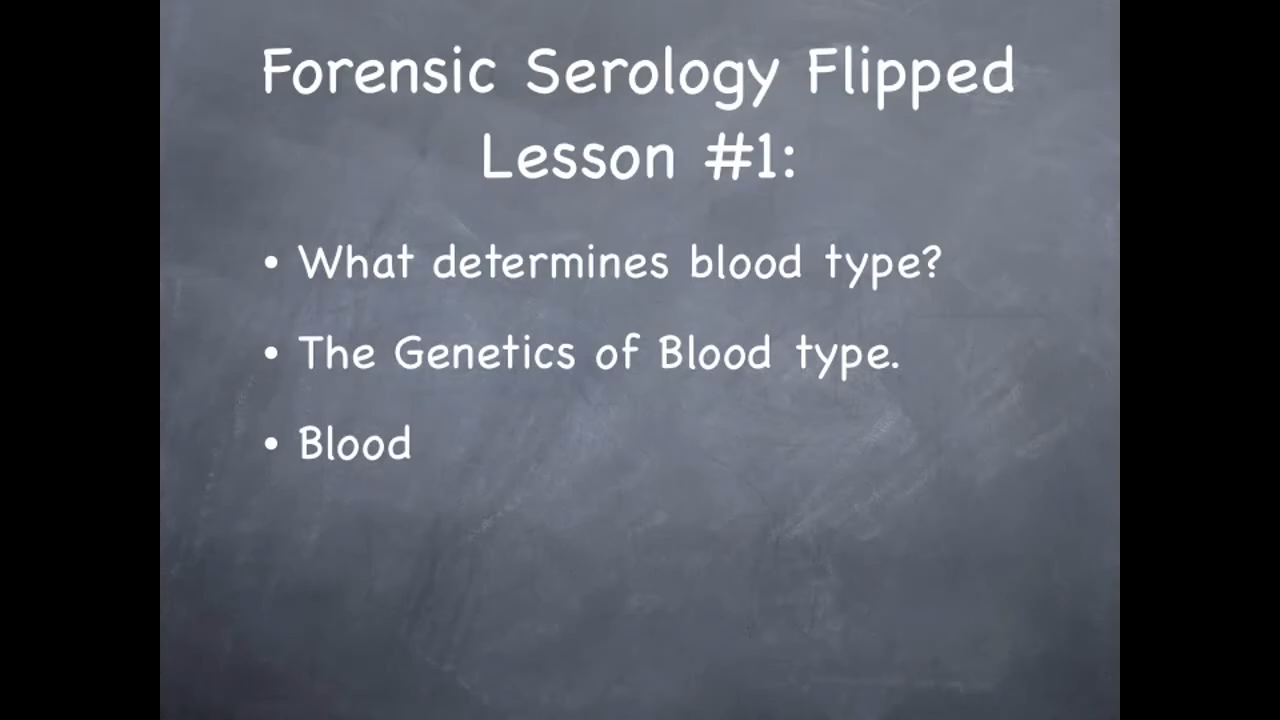 Forensic Serology Flipped
Lesson #1:
• What determines blood type?
• The Genetics of Blood type.
• Blood